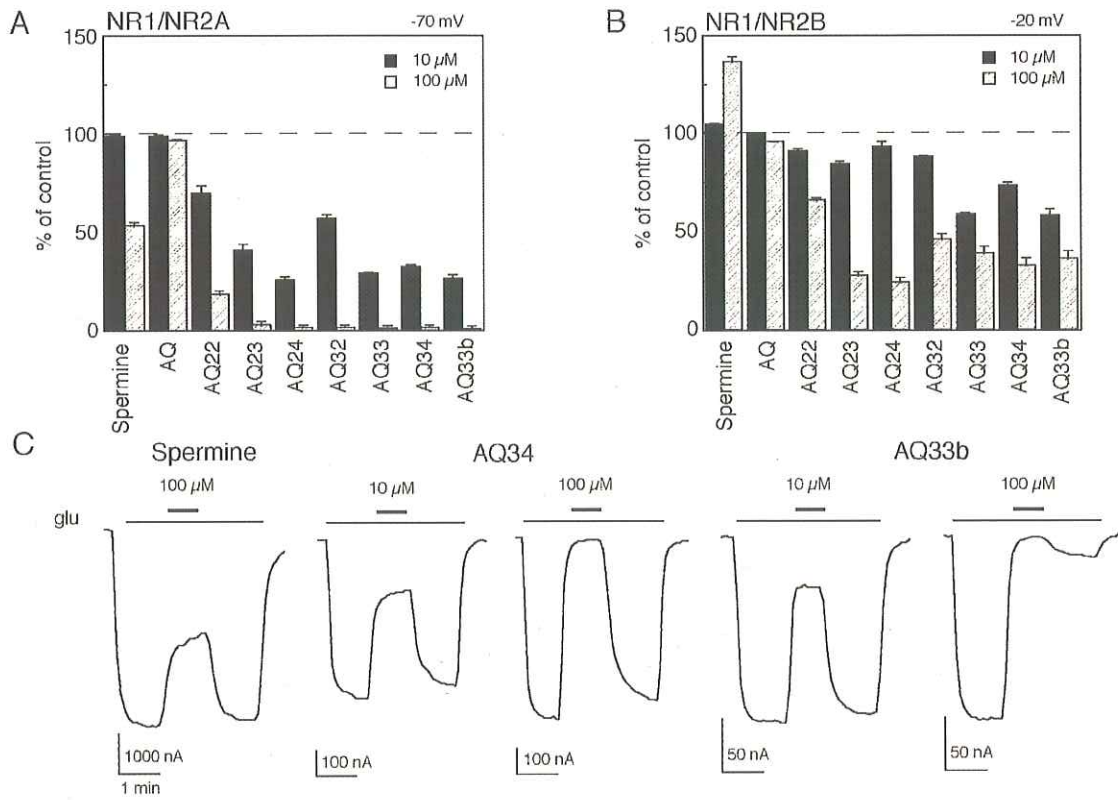 A
NR1/NR2A
-70 mV
150
100
50
0
% of control
10 µM
100 µM
Spermine
AQ
AQ22
AQ23
AQ24
AQ32
AQ33
AQ34
AQ33b
B
NR1/NR2B
-20 mV
150
100
50
0
% of control
10 µM
100 µM
Spermine
AQ
AQ22
AQ23
AQ24
AQ32
AQ33
AQ34
AQ33b
C
Spermine
AQ34
AQ33b
100 µM
10 µM
100 µM
10 µM
100 µM
glu
1000 nA
1 min
100 nA
100 nA
50 nA
50 nA